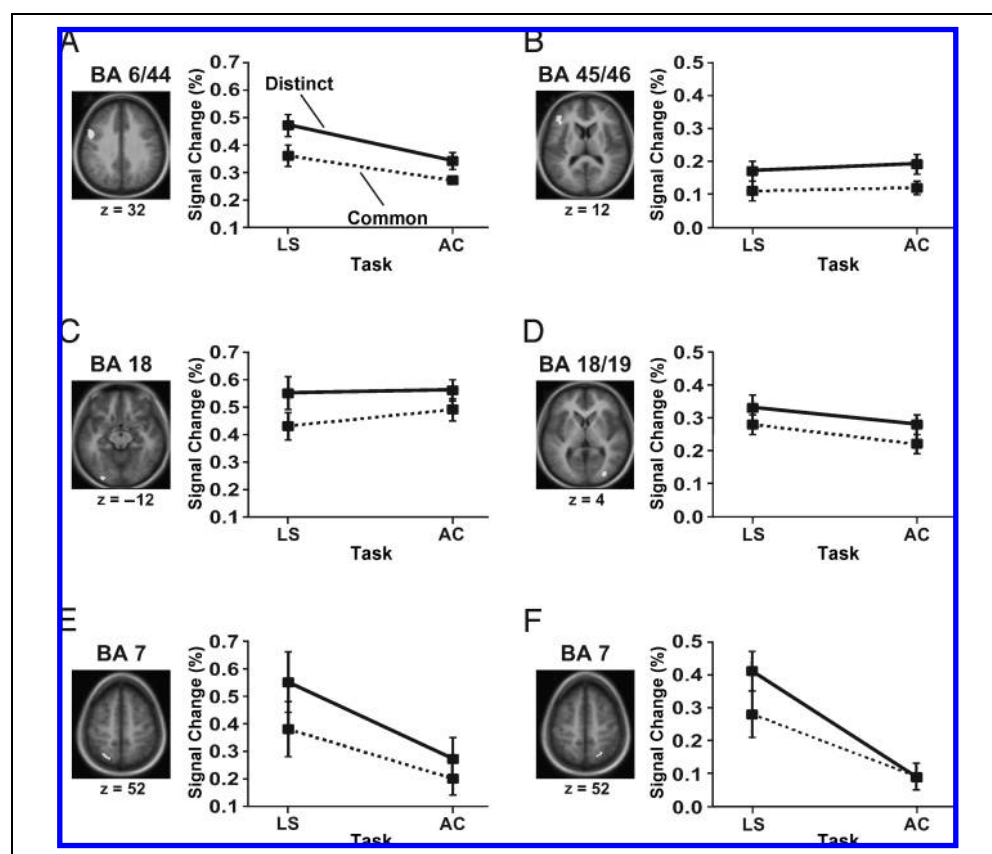 A
BA 6/44
z = 32
Signal Change (%)
0.7
0.6
0.5
0.4
0.3
0.2
0.1
Distinct
Common
LS AC
Task
B
BA 45/46
z = 12
Signal Change (%)
0.5
0.4
0.3
0.2
0.1
0.0
LS AC
Task
C
BA 18
z = –12
Signal Change (%)
0.7
0.6
0.5
0.4
0.3
0.2
0.1
LS AC
Task
D
BA 18/19
z = 4
Signal Change (%)
0.5
0.4
0.3
0.2
0.1
0.0
LS AC
Task
E
BA 7
z = 52
Signal Change (%)
0.7
0.6
0.5
0.4
0.3
0.2
0.1
LS AC
Task
F
BA 7
z = 52
Signal Change (%)
0.5
0.4
0.3
0.2
0.1
0.0
LS AC
Task